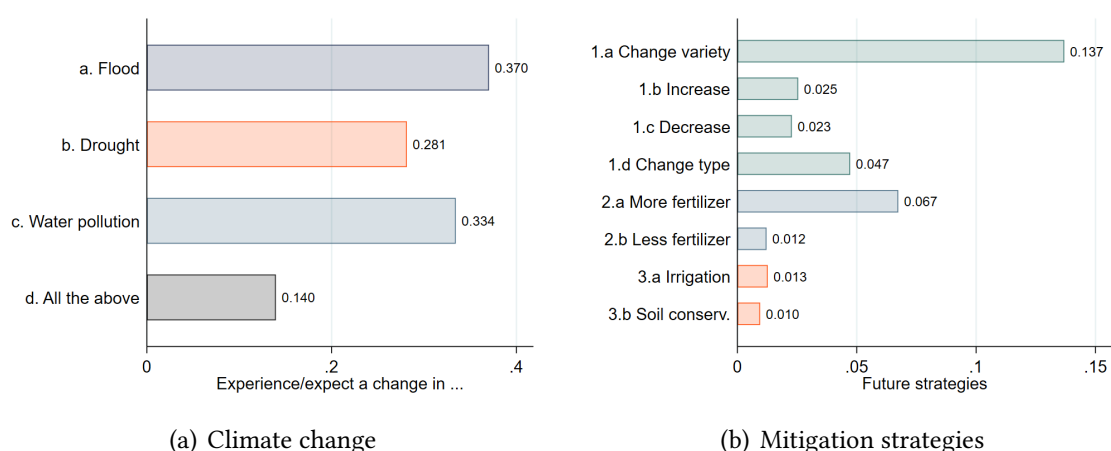 a. Flood
0.370
b. Drought
0.281
c. Water pollution
0.334
d. All the above
0.140
0 .2 .4
Experience/expect a change in ...
(a) Climate change
1.a Change variety
0.137
1.b Increase
0.025
1.c Decrease
0.023
1.d Change type
0.047
2.a More fertilizer
0.067
2.b Less fertilizer
0.012
3.a Irrigation
0.013
3.b Soil conserv.
0.010
0 .05 .1 .15
Future strategies
(b) Mitigation strategies